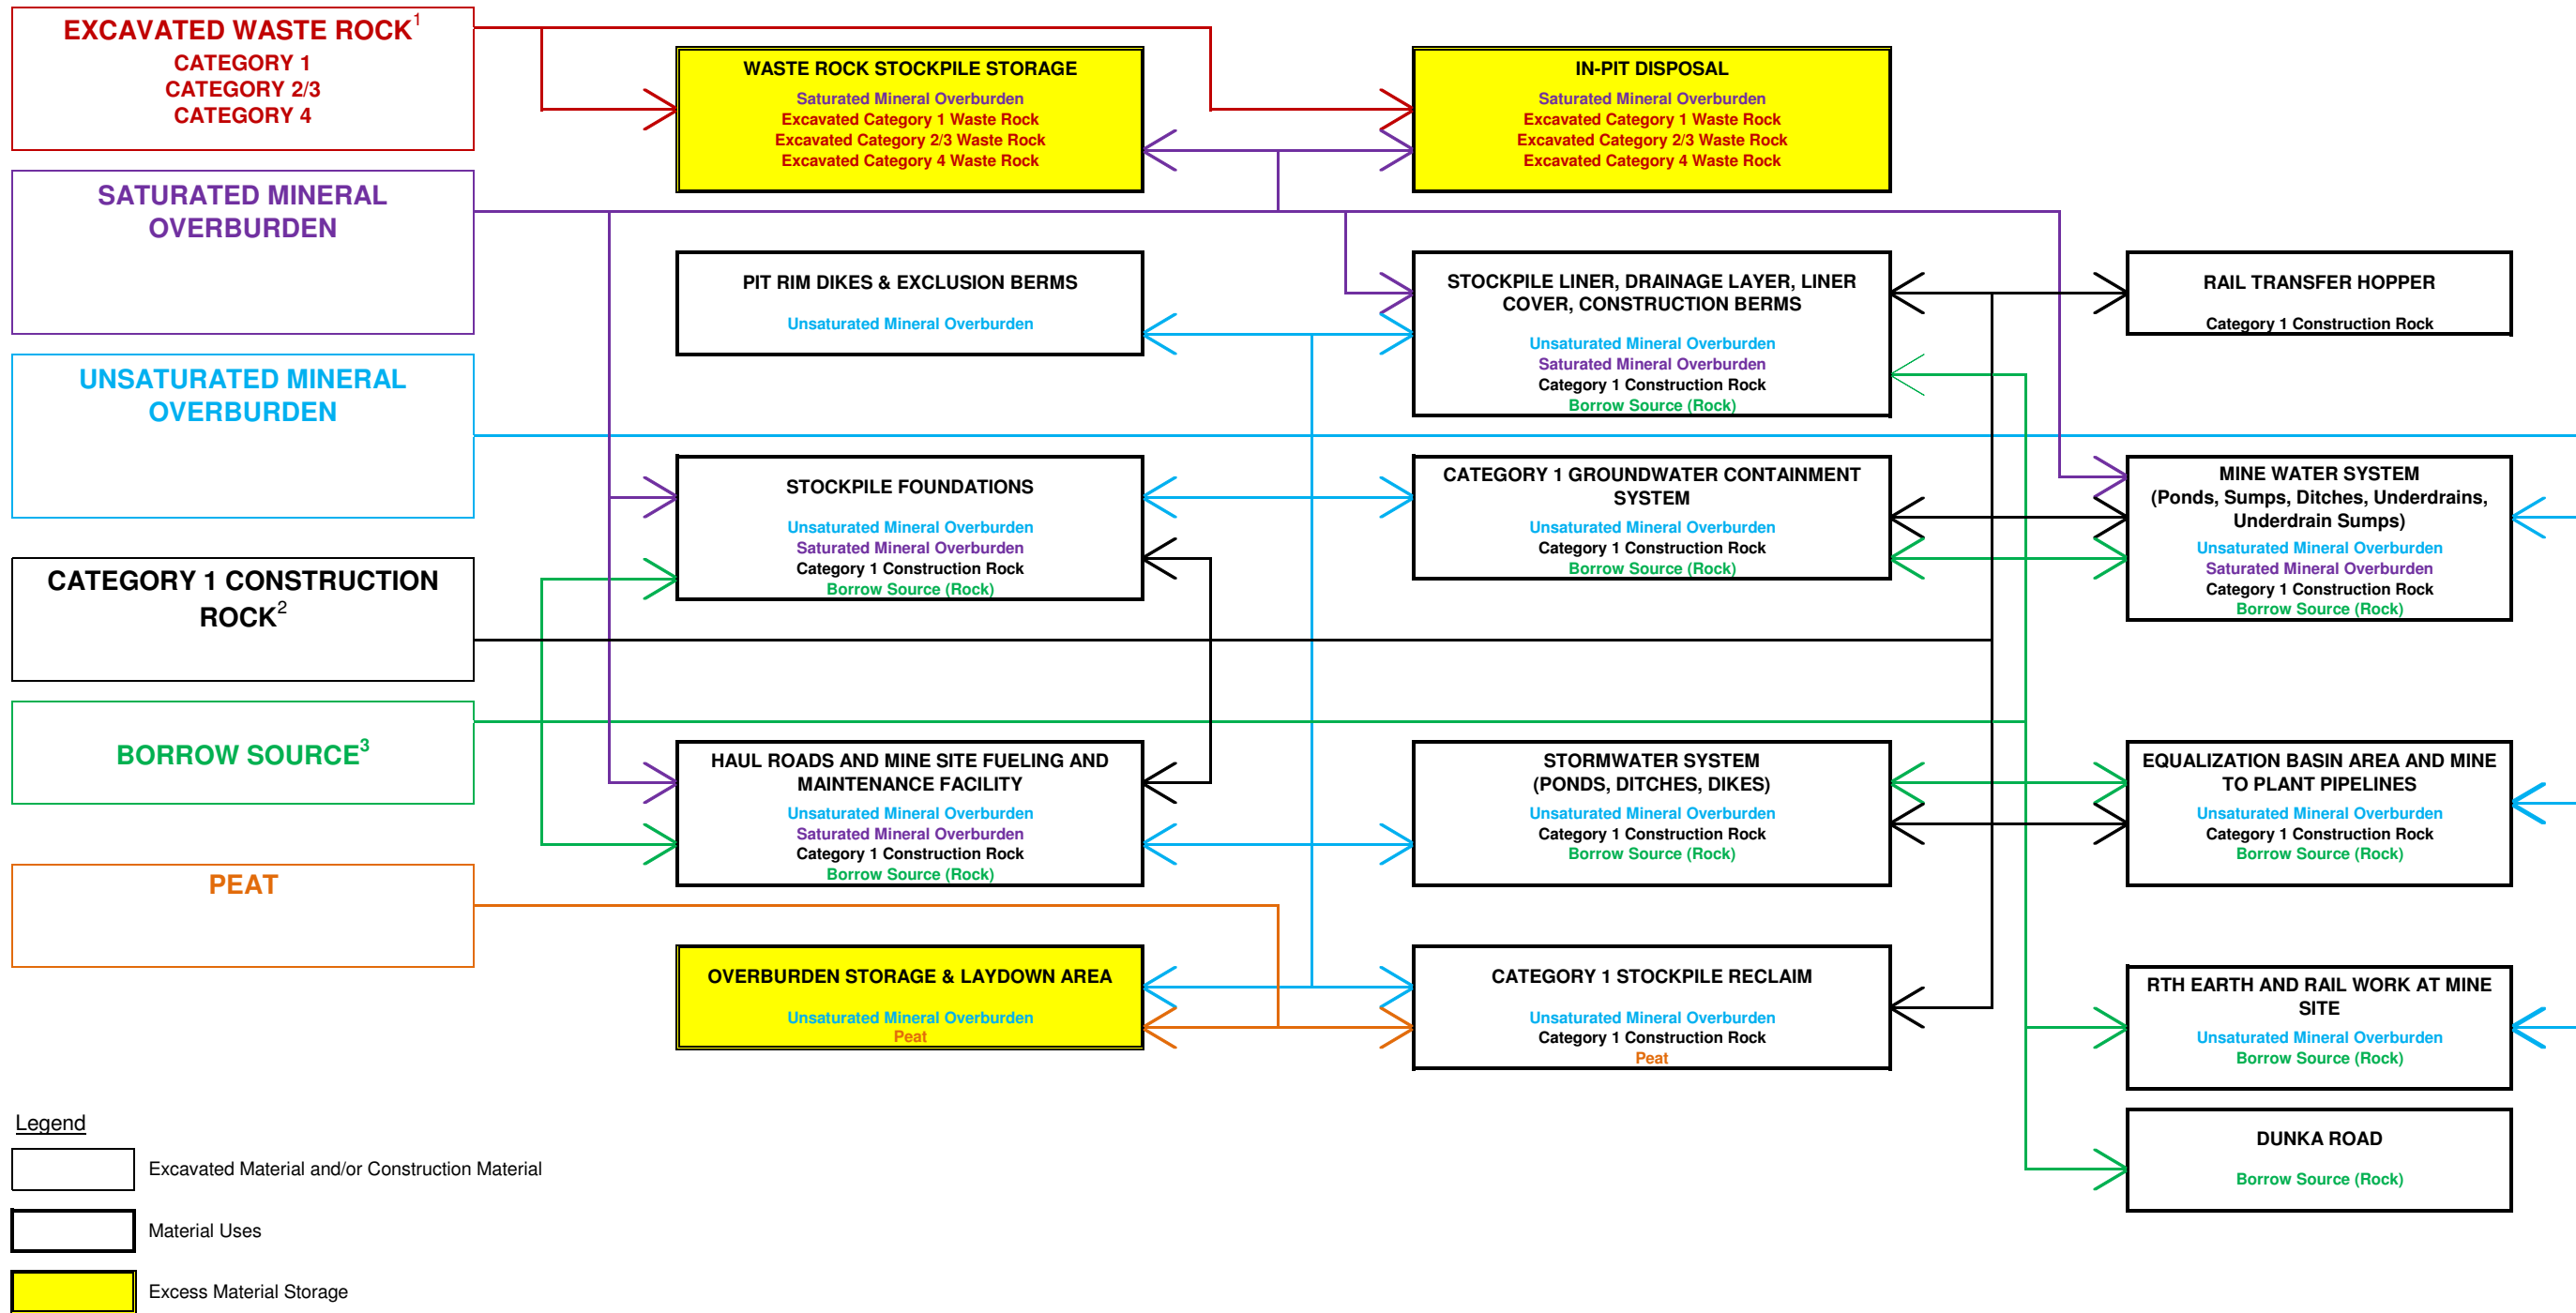 EXCAVATED WASTE ROCK1
CATEGORY 1
CATEGORY 2/3
CATEGORY 4
WASTE ROCK STOCKPILE STORAGE
Saturated Mineral Overburden
Excavated Category 1 Waste Rock
Excavated Category 2/3 Waste Rock
Excavated Category 4 Waste Rock
IN-PIT DISPOSAL
Saturated Mineral Overburden
Excavated Category 1 Waste Rock
Excavated Category 2/3 Waste Rock
Excavated Category 4 Waste Rock
SATURATED MINERAL
OVERBURDEN
PIT RIM DIKES & EXCLUSION BERMS
Unsaturated Mineral Overburden
STOCKPILE LINER, DRAINAGE LAYER, LINER
COVER, CONSTRUCTION BERMS
Unsaturated Mineral Overburden
Saturated Mineral Overburden
Category 1 Construction Rock
Borrow Source (Rock)
RAIL TRANSFER HOPPER
Category 1 Construction Rock
UNSATURATED MINERAL
OVERBURDEN
STOCKPILE FOUNDATIONS
Unsaturated Mineral Overburden
Saturated Mineral Overburden
Category 1 Construction Rock
Borrow Source (Rock)
CATEGORY 1 GROUNDWATER CONTAINMENT
SYSTEM
Unsaturated Mineral Overburden
Category 1 Construction Rock
Borrow Source (Rock)
MINE WATER SYSTEM
(Ponds, Sumps, Ditches, Underdrains,
Underdrain Sumps)
Unsaturated Mineral Overburden
Saturated Mineral Overburden
Category 1 Construction Rock
Borrow Source (Rock)
CATEGORY 1 CONSTRUCTION
ROCK2
BORROW SOURCE3
HAUL ROADS AND MINE SITE FUELING AND
MAINTENANCE FACILITY
Unsaturated Mineral Overburden
Saturated Mineral Overburden
Category 1 Construction Rock
Borrow Source (Rock)
STORMWATER SYSTEM
(PONDS, DITCHES, DIKES)
Unsaturated Mineral Overburden
Category 1 Construction Rock
Borrow Source (Rock)
EQUALIZATION BASIN AREA AND MINE
TO PLANT PIPELINES
Unsaturated Mineral Overburden
Category 1 Construction Rock
Borrow Source (Rock)
PEAT
OVERBURDEN STORAGE & LAYDOWN AREA
Unsaturated Mineral Overburden
Peat
CATEGORY 1 STOCKPILE RECLAIM
Unsaturated Mineral Overburden
Category 1 Construction Rock
Peat
RTH EARTH AND RAIL WORK AT MINE
SITE
Unsaturated Mineral Overburden
Borrow Source (Rock)
DUNKA ROAD
Borrow Source (Rock)
Legend
Excavated Material and/or Construction Material
Material Uses
Excess Material Storage